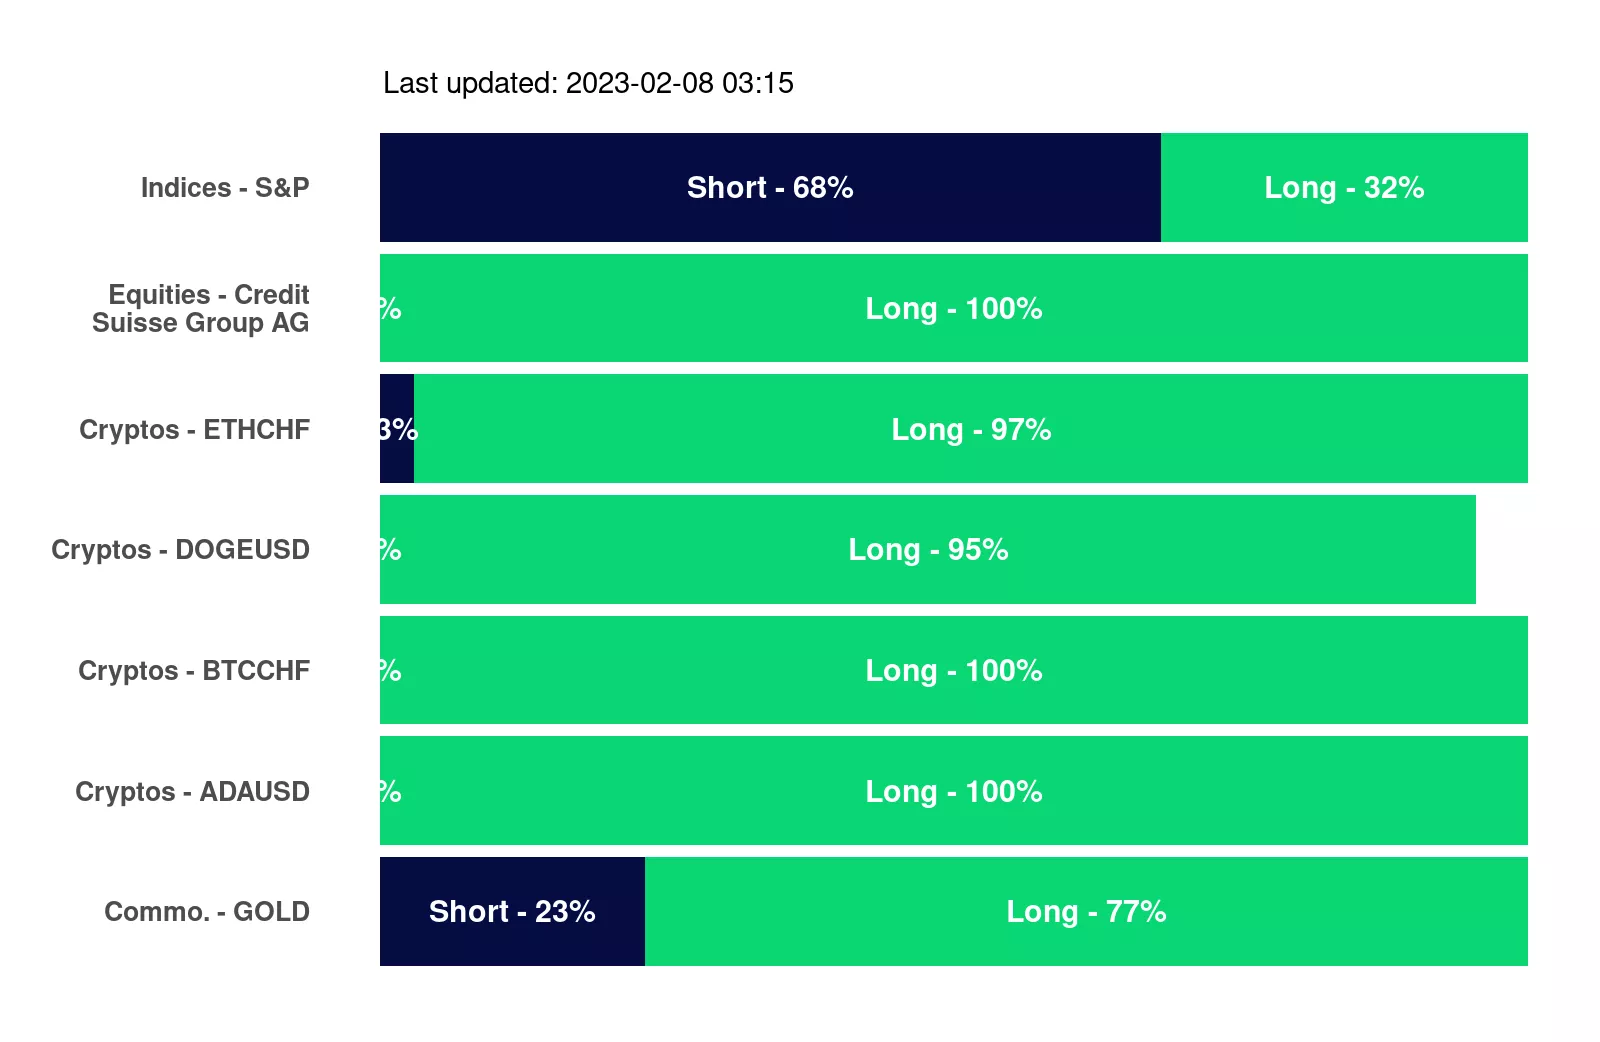 Last updated: 2023-02-08 03:15
Indices - S&P
Short - 68%
Long - 32%
Equities - Credit
Suisse Group AG
%
Long - 100%
Cryptos - ETHCHF
3%
Long - 97%
Cryptos - DOGEUSD
%
Long - 95%
Cryptos - BTCCHF
%
Long - 100%
Cryptos - ADAUSD
%
Long - 100%
Commo. - GOLD
Short - 23%
Long - 77%